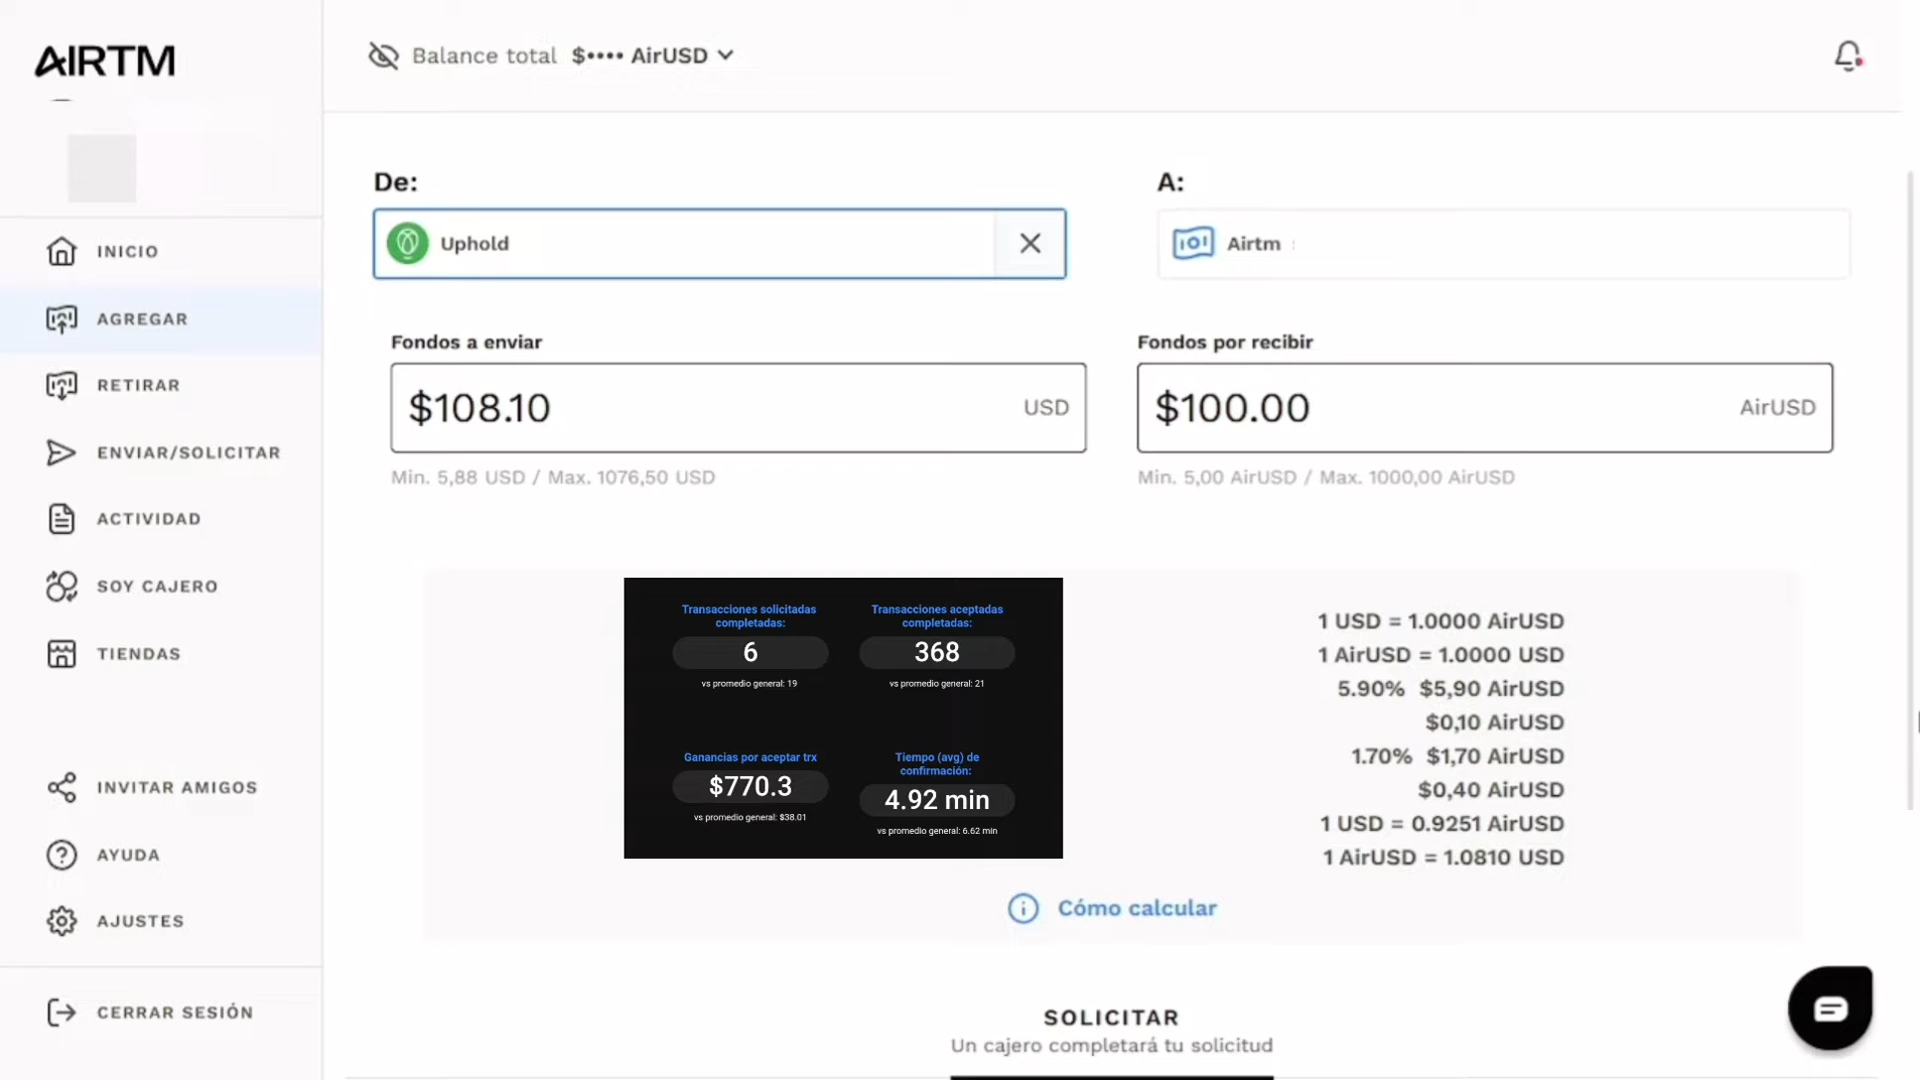 AIRTM
Balance total $•••• AirUSD
INICIO
AGREGAR
RETIRAR
ENVIAR/SOLICITAR
ACTIVIDAD
SOY CAJERO
TIENDAS
INVITAR AMIGOS
AYUDA
AJUSTES
CERRAR SESIÓN
De:
Uphold
A:
Airtm
Fondos a enviar
$108.10 USD
Min. 5,88 USD / Max. 1076,50 USD
Fondos por recibir
$100.00 AirUSD
Min. 5,00 AirUSD / Max. 1000,00 AirUSD
Transacciones solicitadas
completadas:
6
vs promedio general: 19
Transacciones aceptadas
completadas:
368
vs promedio general: 21
Ganancias por aceptar trx
$770.3
vs promedio general: $38.01
Tiempo (avg) de
confirmación:
4.92 min
vs promedio general: 6.62 min
1 USD = 1.0000 AirUSD
1 AirUSD = 1.0000 USD
5.90% $5,90 AirUSD
$0,10 AirUSD
1.70% $1,70 AirUSD
$0,40 AirUSD
1 USD = 0.9251 AirUSD
1 AirUSD = 1.0810 USD
Cómo calcular
SOLICITAR
Un cajero completará tu solicitud